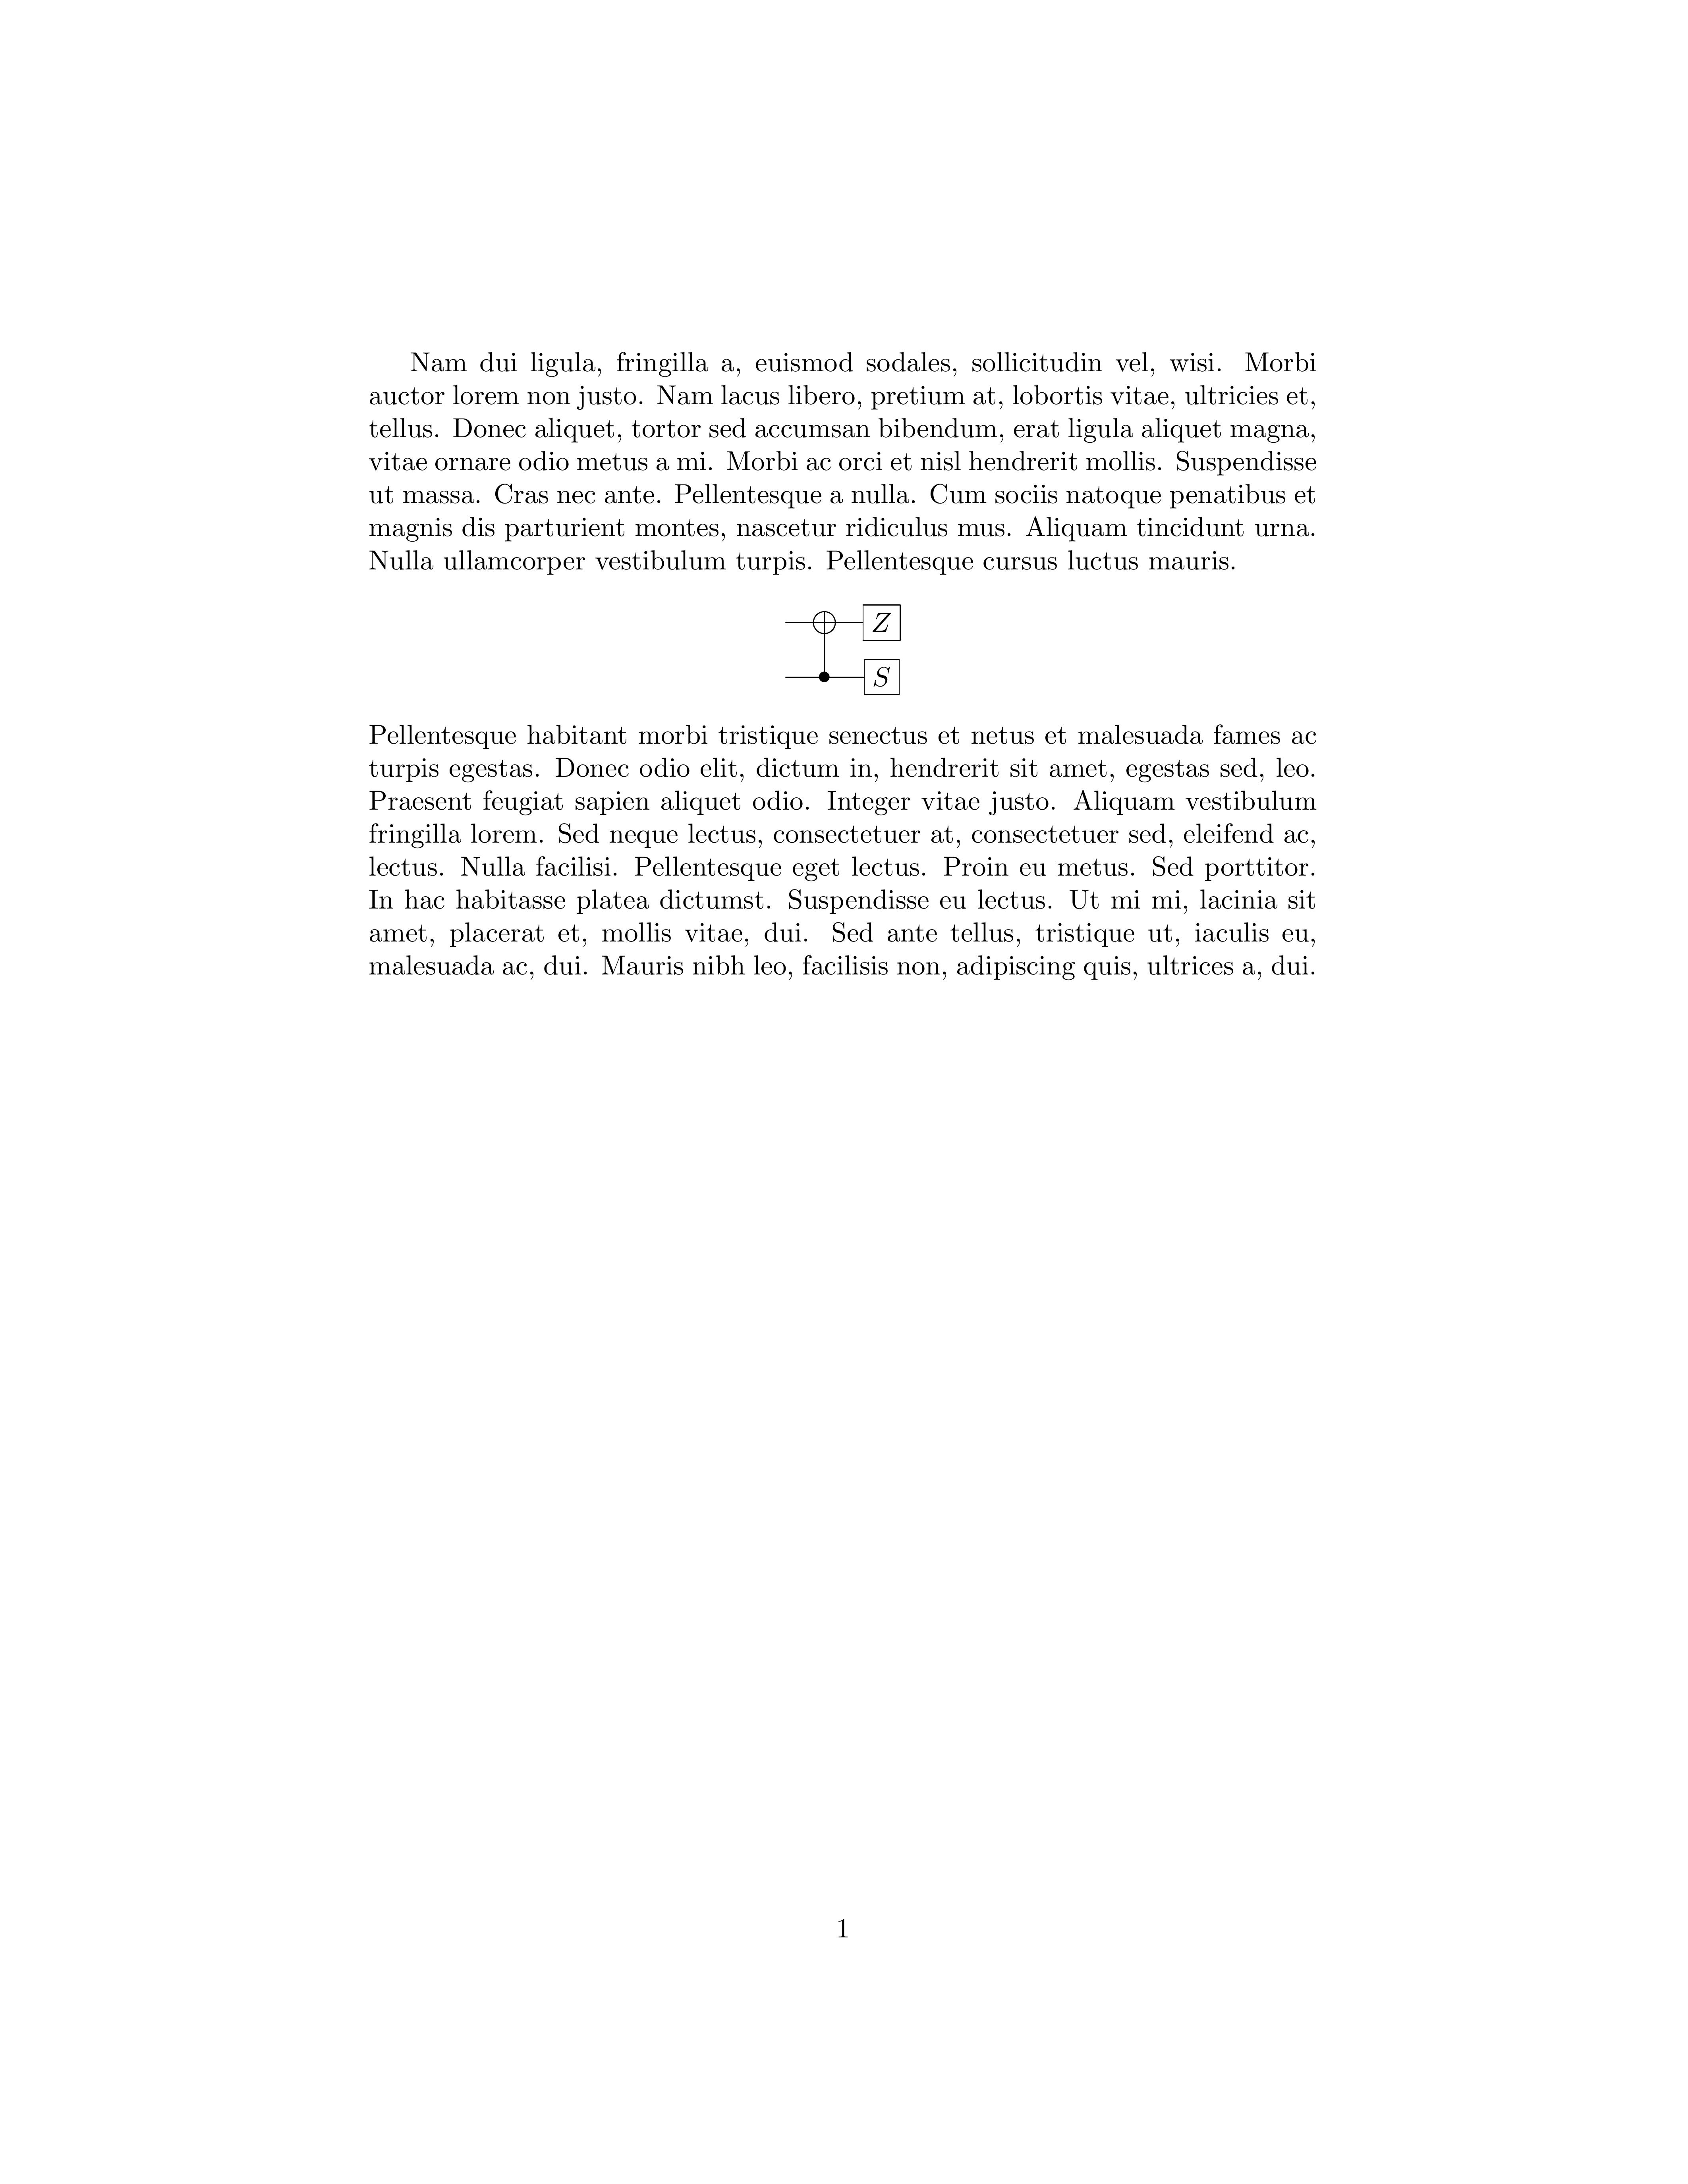 Nam dui ligula, fringilla a, euismod sodales, sollicitudin vel, wisi. Morbi
auctor lorem non justo. Nam lacus libero, pretium at, lobortis vitae, ultricies et,
tellus. Donec aliquet, tortor sed accumsan bibendum, erat ligula aliquet magna,
vitae ornare odio metus a mi. Morbi ac orci et nisl hendrerit mollis. Suspendisse
ut massa. Cras nec ante. Pellentesque a nulla. Cum sociis natoque penatibus et
magnis dis parturient montes, nascetur ridiculus mus. Aliquam tincidunt urna.
Nulla ullamcorper vestibulum turpis. Pellentesque cursus luctus mauris.
Z
S
Pellentesque habitant morbi tristique senectus et netus et malesuada fames ac
turpis egestas. Donec odio elit, dictum in, hendrerit sit amet, egestas sed, leo.
Praesent feugiat sapien aliquet odio. Integer vitae justo. Aliquam vestibulum
fringilla lorem. Sed neque lectus, consectetuer at, consectetuer sed, eleifend ac,
lectus. Nulla facilisi. Pellentesque eget lectus. Proin eu metus. Sed porttitor.
In hac habitasse platea dictumst. Suspendisse eu lectus. Ut mi mi, lacinia sit
amet, placerat et, mollis vitae, dui. Sed ante tellus, tristique ut, iaculis eu,
malesuada ac, dui. Mauris nibh leo, facilisis non, adipiscing quis, ultrices a, dui.
1